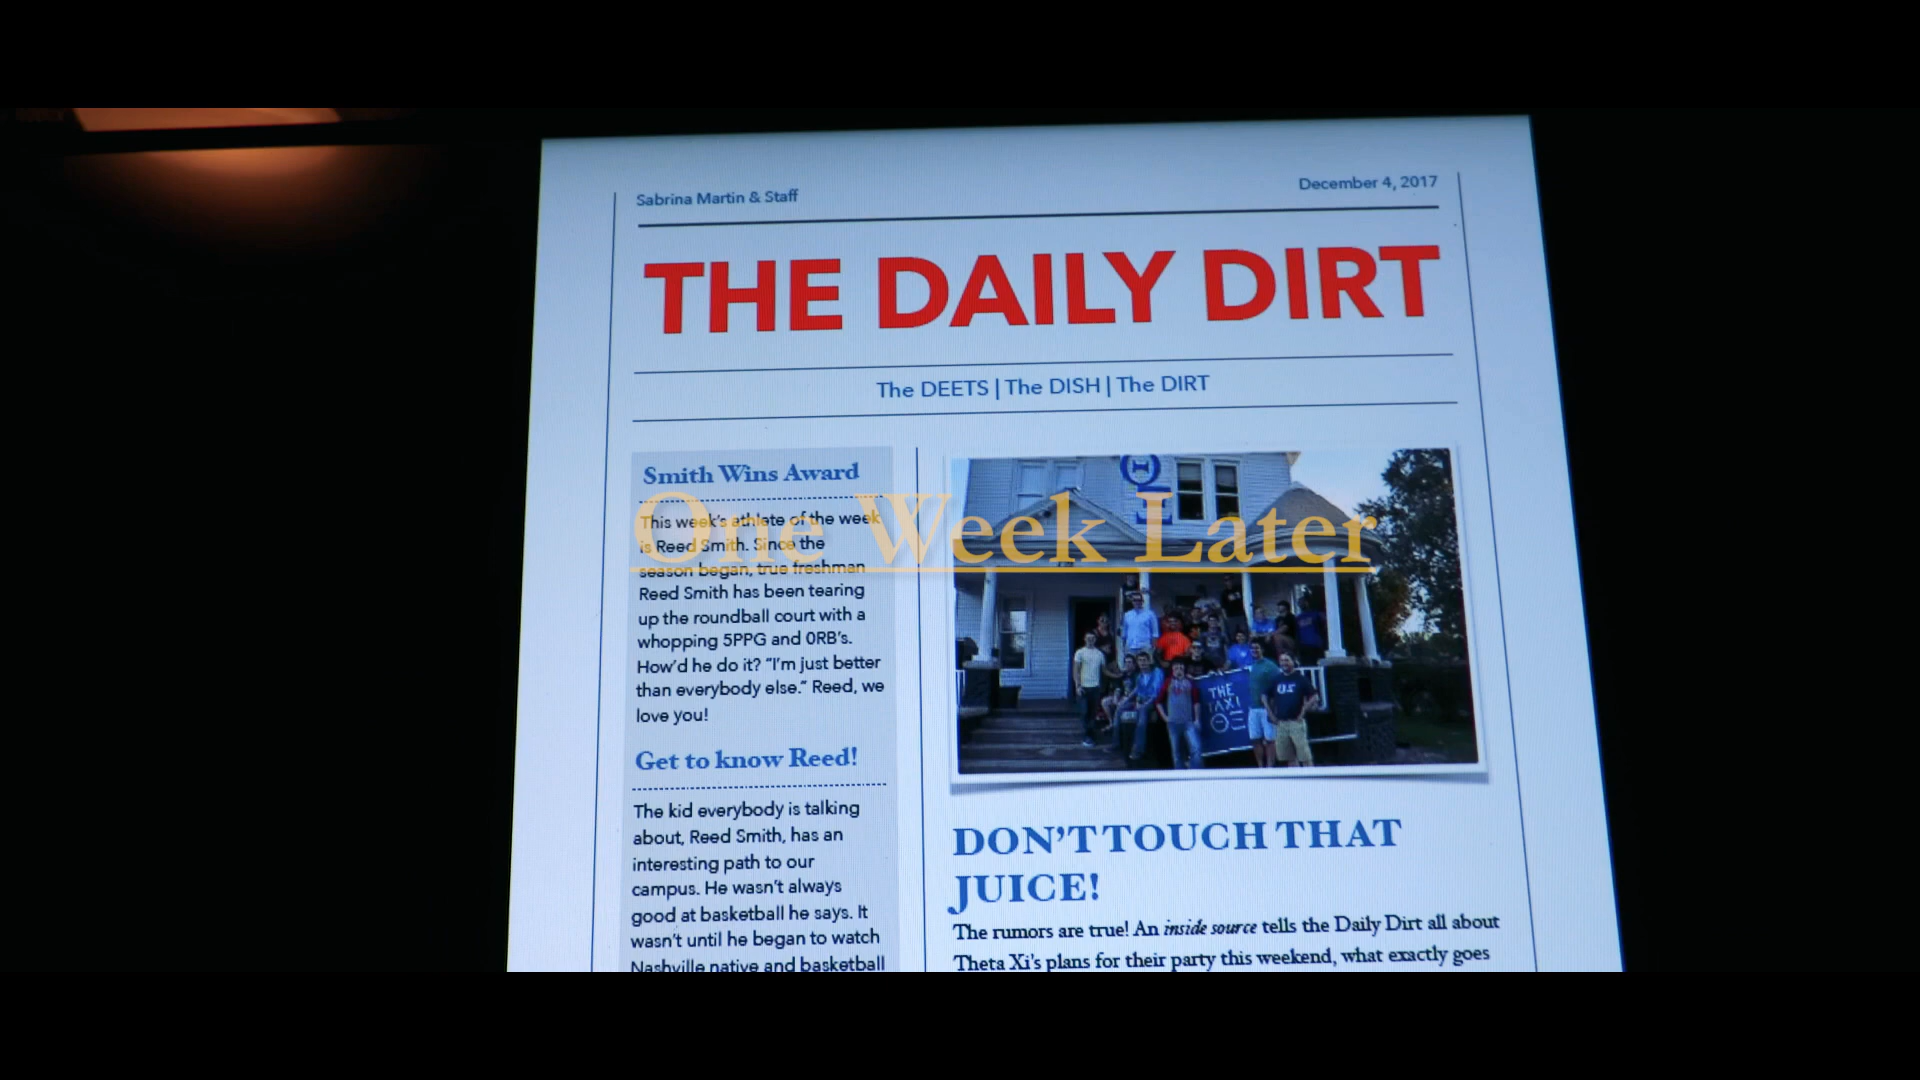 Sabrina Martin & Staff
December 4, 2017
THE DAILY DIRT
The DEETS | The DISH | The DIRT
One Week Later
Smith Wins Award
This week's athlete of the week
is Reed Smith. Since the
season began, true freshman
Reed Smith has been tearing
up the roundball court with a
whopping 5PPG and 0RB's.
How'd he do it? "I'm just better
than everybody else." Reed, we
love you!
Get to know Reed!
The kid everybody is talking
about, Reed Smith, has an
interesting path to our
campus. He wasn't always
good at basketball he says. It
wasn't until he began to watch
Nashville native and basketball
ΘΞ
THE
TAXI
ΘΞ
DON'T TOUCH THAT
JUICE!
The rumors are true! An inside source tells the Daily Dirt all about
Theta Xi's plans for their party this weekend, what exactly goes